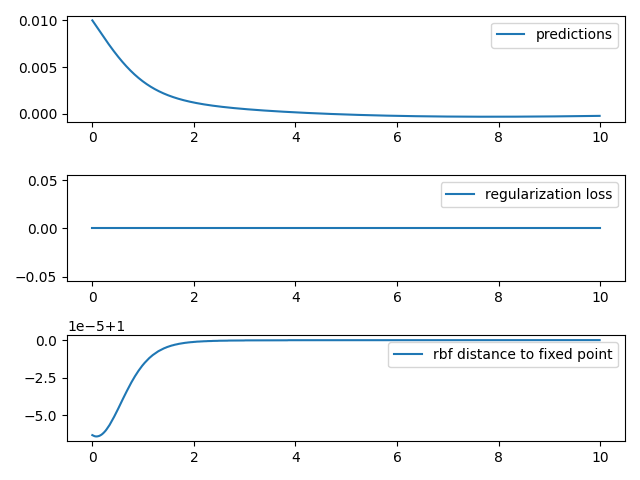 0.010
0.005
0.000
predictions
0 2 4 6 8 10
0.05
0.00
−0.05
regularization loss
0 2 4 6 8 10
1e−5+1
0.0
−2.5
−5.0
rbf distance to fixed point
0 2 4 6 8 10